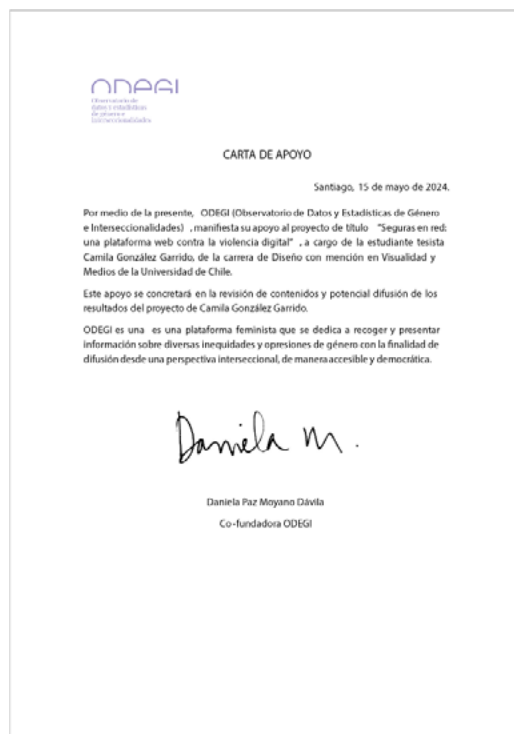 ODEGI
Observatorio de
datos y estadísticas
de género e
interseccionalidades
CARTA DE APOYO
Santiago, 15 de mayo de 2024.
Por medio de la presente, ODEGI (Observatorio de Datos y Estadísticas de Género
e Interseccionalidades) , manifiesta su apoyo al proyecto de título "Seguras en red:
una plataforma web contra la violencia digital" , a cargo de la estudiante tesista
Camila González Garrido, de la carrera de Diseño con mención en Visualidad y
Medios de la Universidad de Chile.
Este apoyo se concretará en la revisión de contenidos y potencial difusión de los
resultados del proyecto de Camila González Garrido.
ODEGI es una es una plataforma feminista que se dedica a recoger y presentar
información sobre diversas inequidades y opresiones de género con la finalidad de
difusión desde una perspectiva interseccional, de manera accesible y democrática.
Daniela M.
Daniela Paz Moyano Dávila
Co-fundadora ODEGI